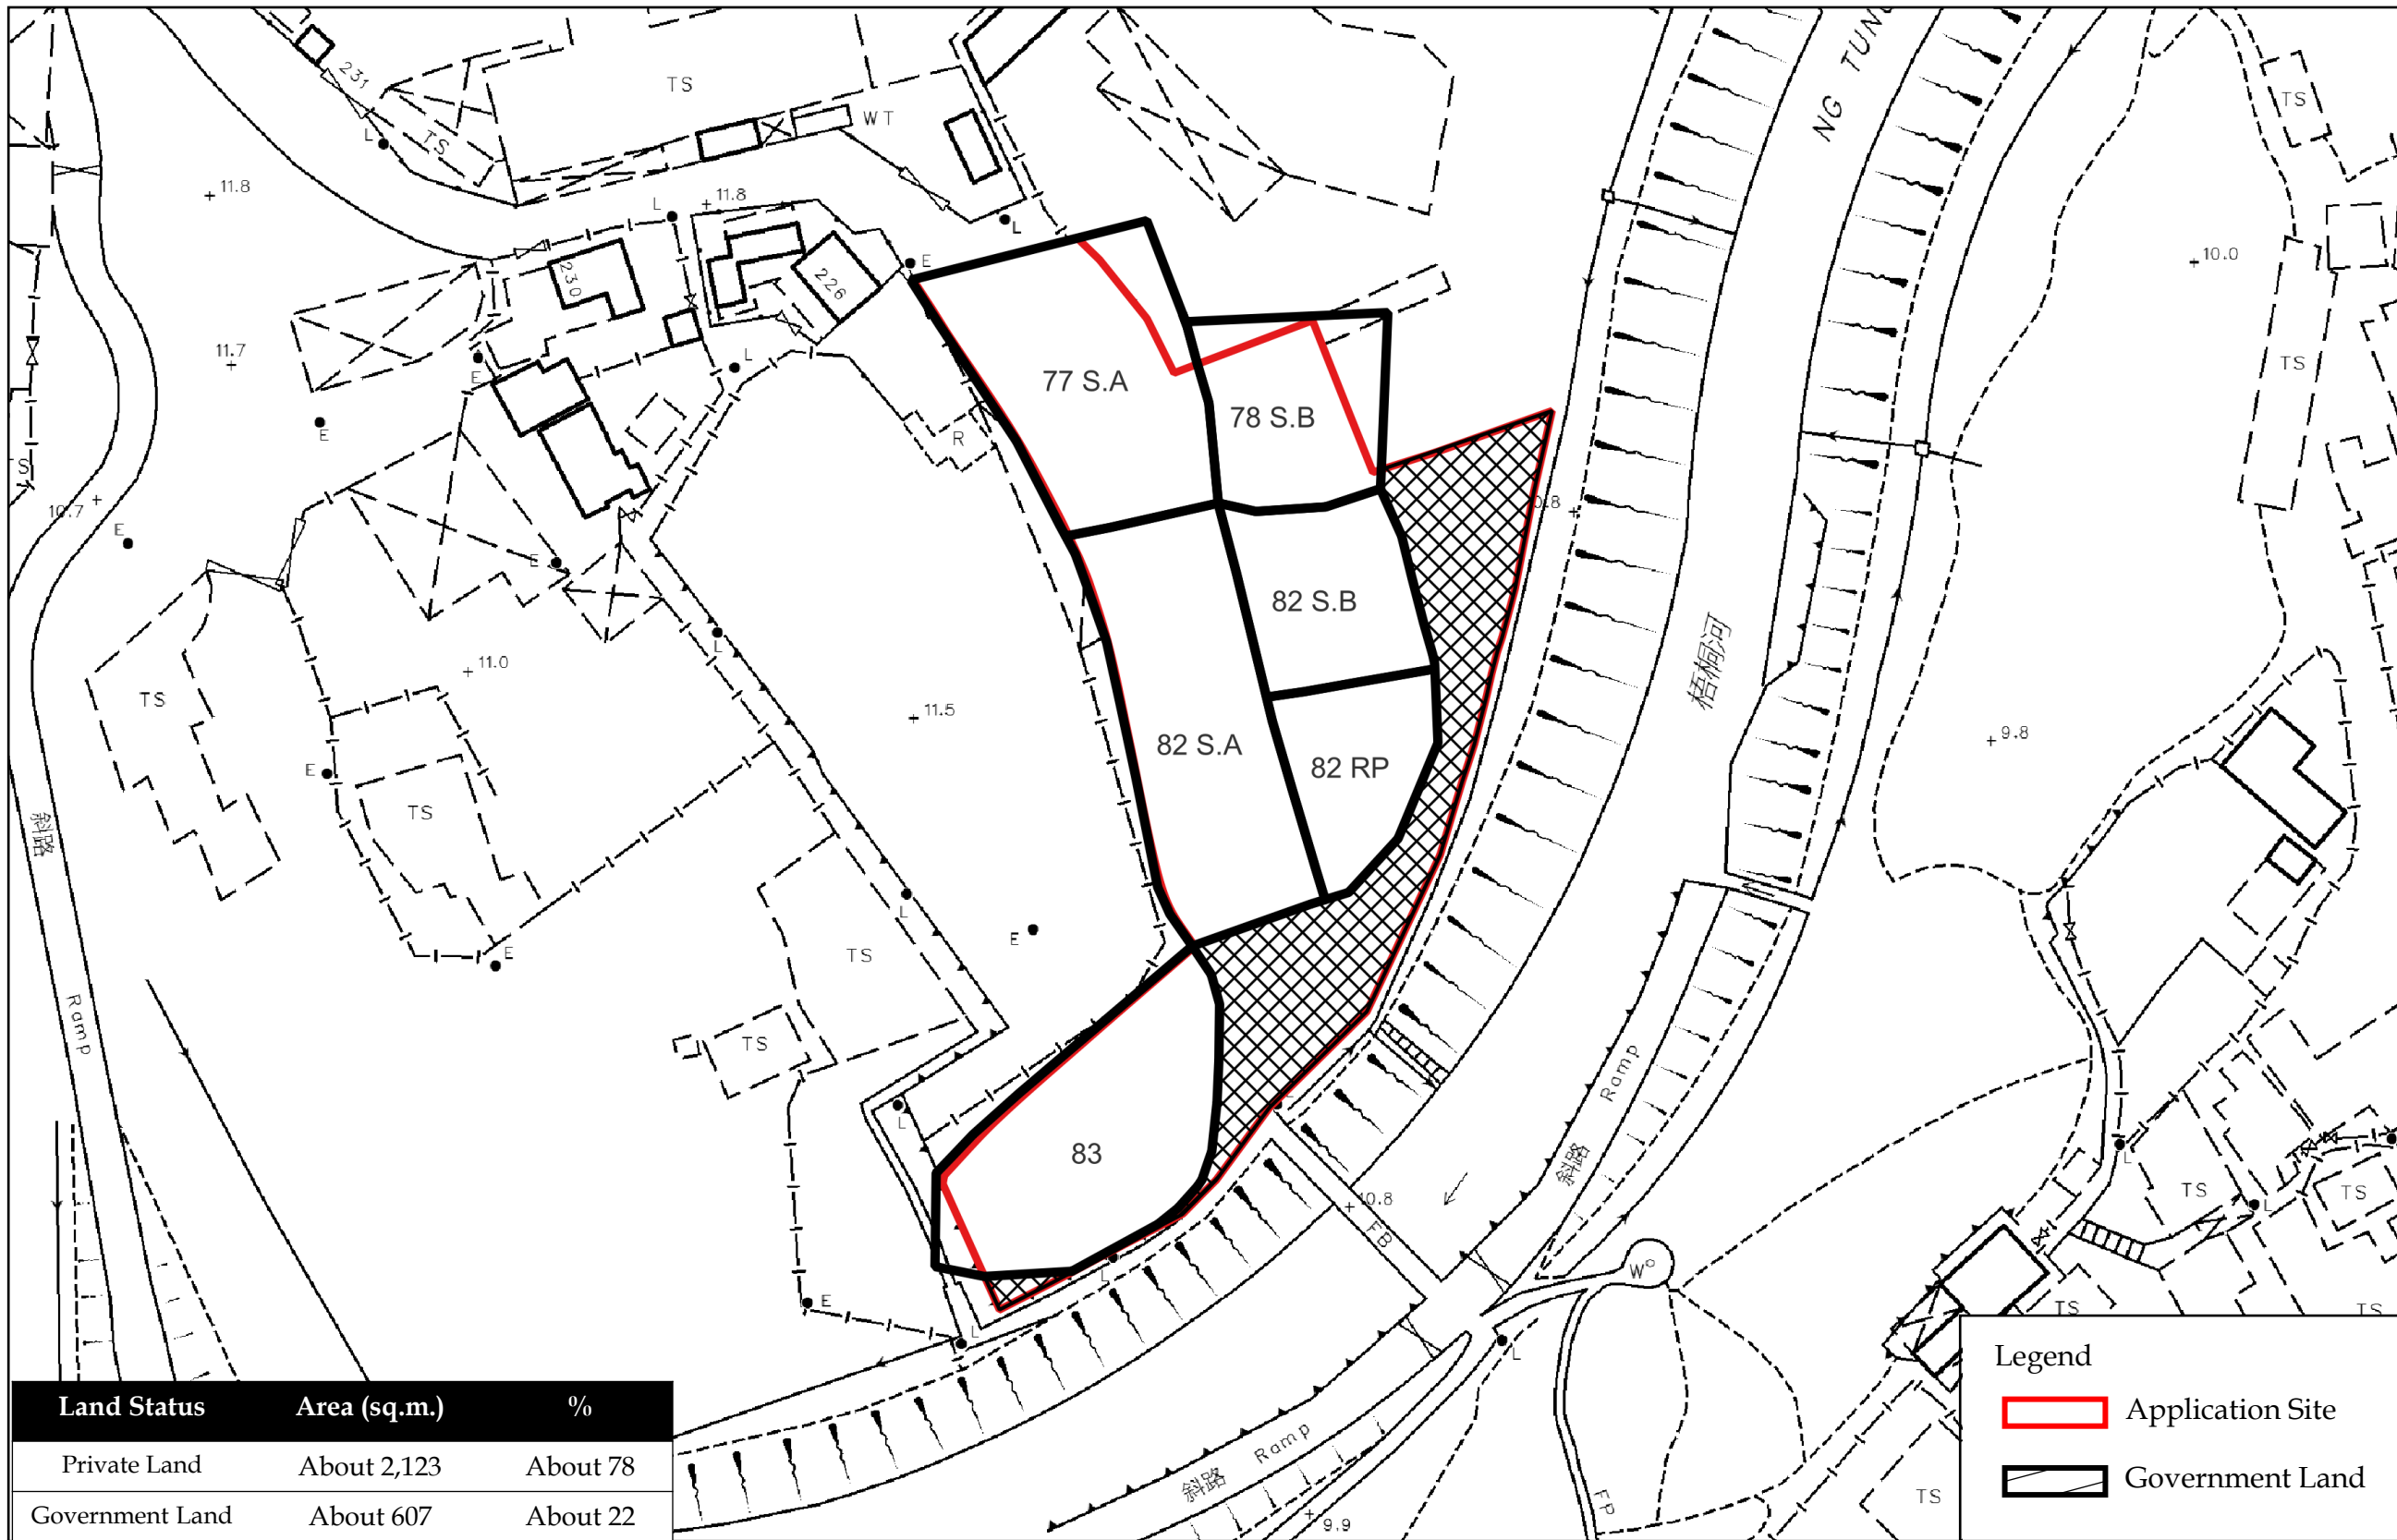 NG TUN
231
TS
TS
WT
TS
L
11.8
11.8
L
L
E
10.0
230
226
11.7
L
77 S.A
TS
E
78 S.B
E
R
TS
10.7
E
0.8
E
82 S.B
L
11.0
梧桐河
TS
11.5
82 S.A
9.8
E
82 RP
TS
斜路
L
E
TS
E
Ramp
TS
Ramp
L
L
83
斜路
L
TS
TS
10.8
L
FB
L
W
E
TS
TS
L
L
Land Status Area (sq.m.) %
Private Land About 2,123 About 78
Government Land About 607 About 22
斜路 Ramp
Fp
9.9
TS
Legend
Application Site
Government Land